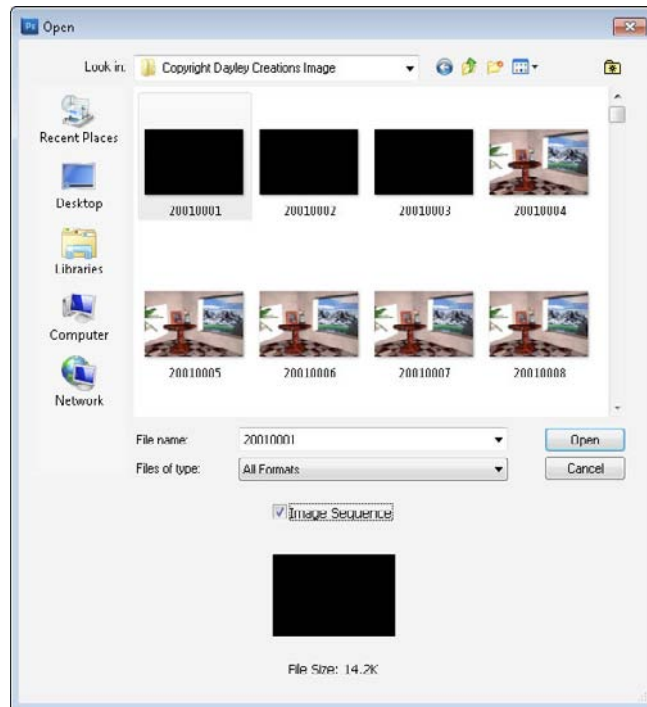 Ps Open
Look in: Copyright Dayley Creations Image
Recent Places
Desktop
Libraries
Computer
Network
20010001 20010002 20010003 20010004
20010005 20010006 20010007 20010008
File name: 20010001 Open
Files of type: All Formats Cancel
Image Sequence
File Size: 14.2K